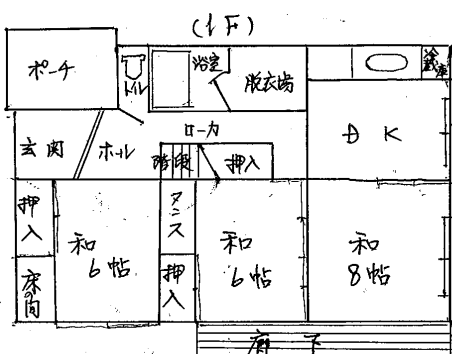 (1F)
ポーチ
トイレ
浴室
脱衣場
冷蔵庫
玄関
ホール
ローカ
DK
階段
押入
押入
床の間
和
6帖
タンス
押入
和
6帖
和
8帖
廊下